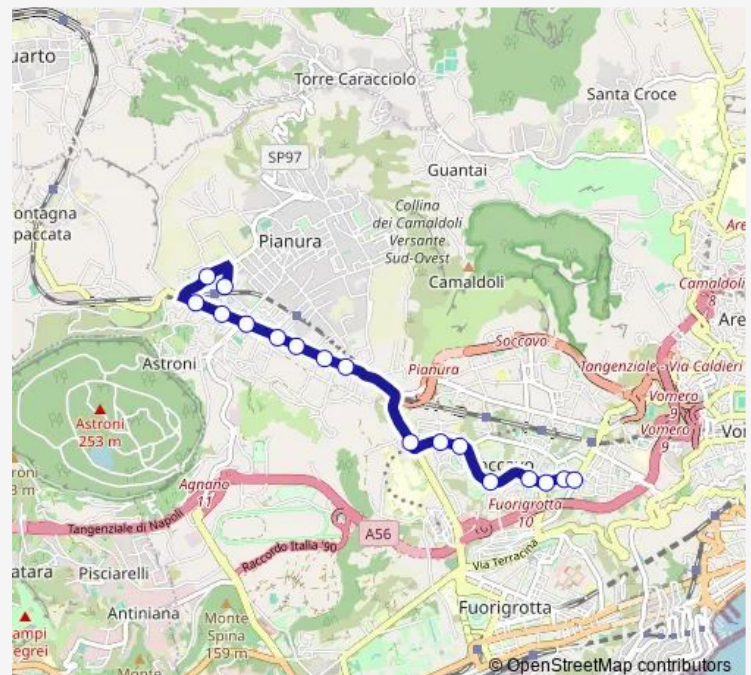 uarto
Torre Caracciolo
Santa Croce
SP97
Guantai
ontagna
paccata
Pianura
Collina
dei Camaldoli
Versante
Sud-Ovest
Are
Camaldoli
Camaldoli
8
Are
Astroni
Soccavo
Pianura
Tangenziale - Via Caldieri
Vomero
9
Vomero
9
Vo
Astroni
253 m
occavo
roni
3 m
Agnano
11
Fuorigrotta
10
Tangenziale di Napoli
A56
Raccordo Italia '90
Via Terracina
atara
Pisciarelli
Antiniana
Fuorigrotta
ampi
egrei
Monte
Spina
159 m
Monte
© OpenStreetMap contributors